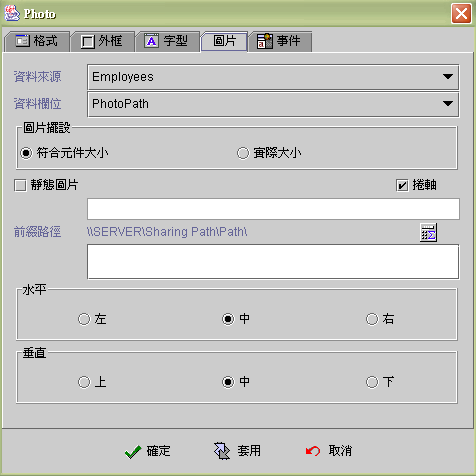 Photo
格式 外框 字型 圖片 事件
資料來源 Employees
資料欄位 PhotoPath
圖片擺設
符合元件大小 實際大小
靜態圖片 捲軸
前綴路徑 \\SERVER\Sharing Path\Path\
水平
左 中 右
垂直
上 中 下
確定 套用 取消